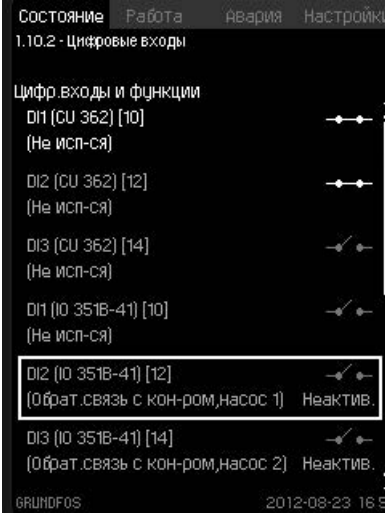 Состояние Работа Авария Настройки
1.10.2 - Цифровые входы
Цифр.входы и функции
DI1 (CU 362) [10]
(Не исп-ся)
DI2 (CU 362) [12]
(Не исп-ся)
DI3 (CU 362) [14]
(Не исп-ся)
DI1 (IO 351B-41) [10]
(Не исп-ся)
DI2 (IO 351B-41) [12]
(Обрат.связь с кон-ром,насос 1) Неактив.
DI3 (IO 351B-41) [14]
(Обрат.связь с кон-ром,насос 2) Неактив.
GRUNDFOS 2012-08-23 16:5